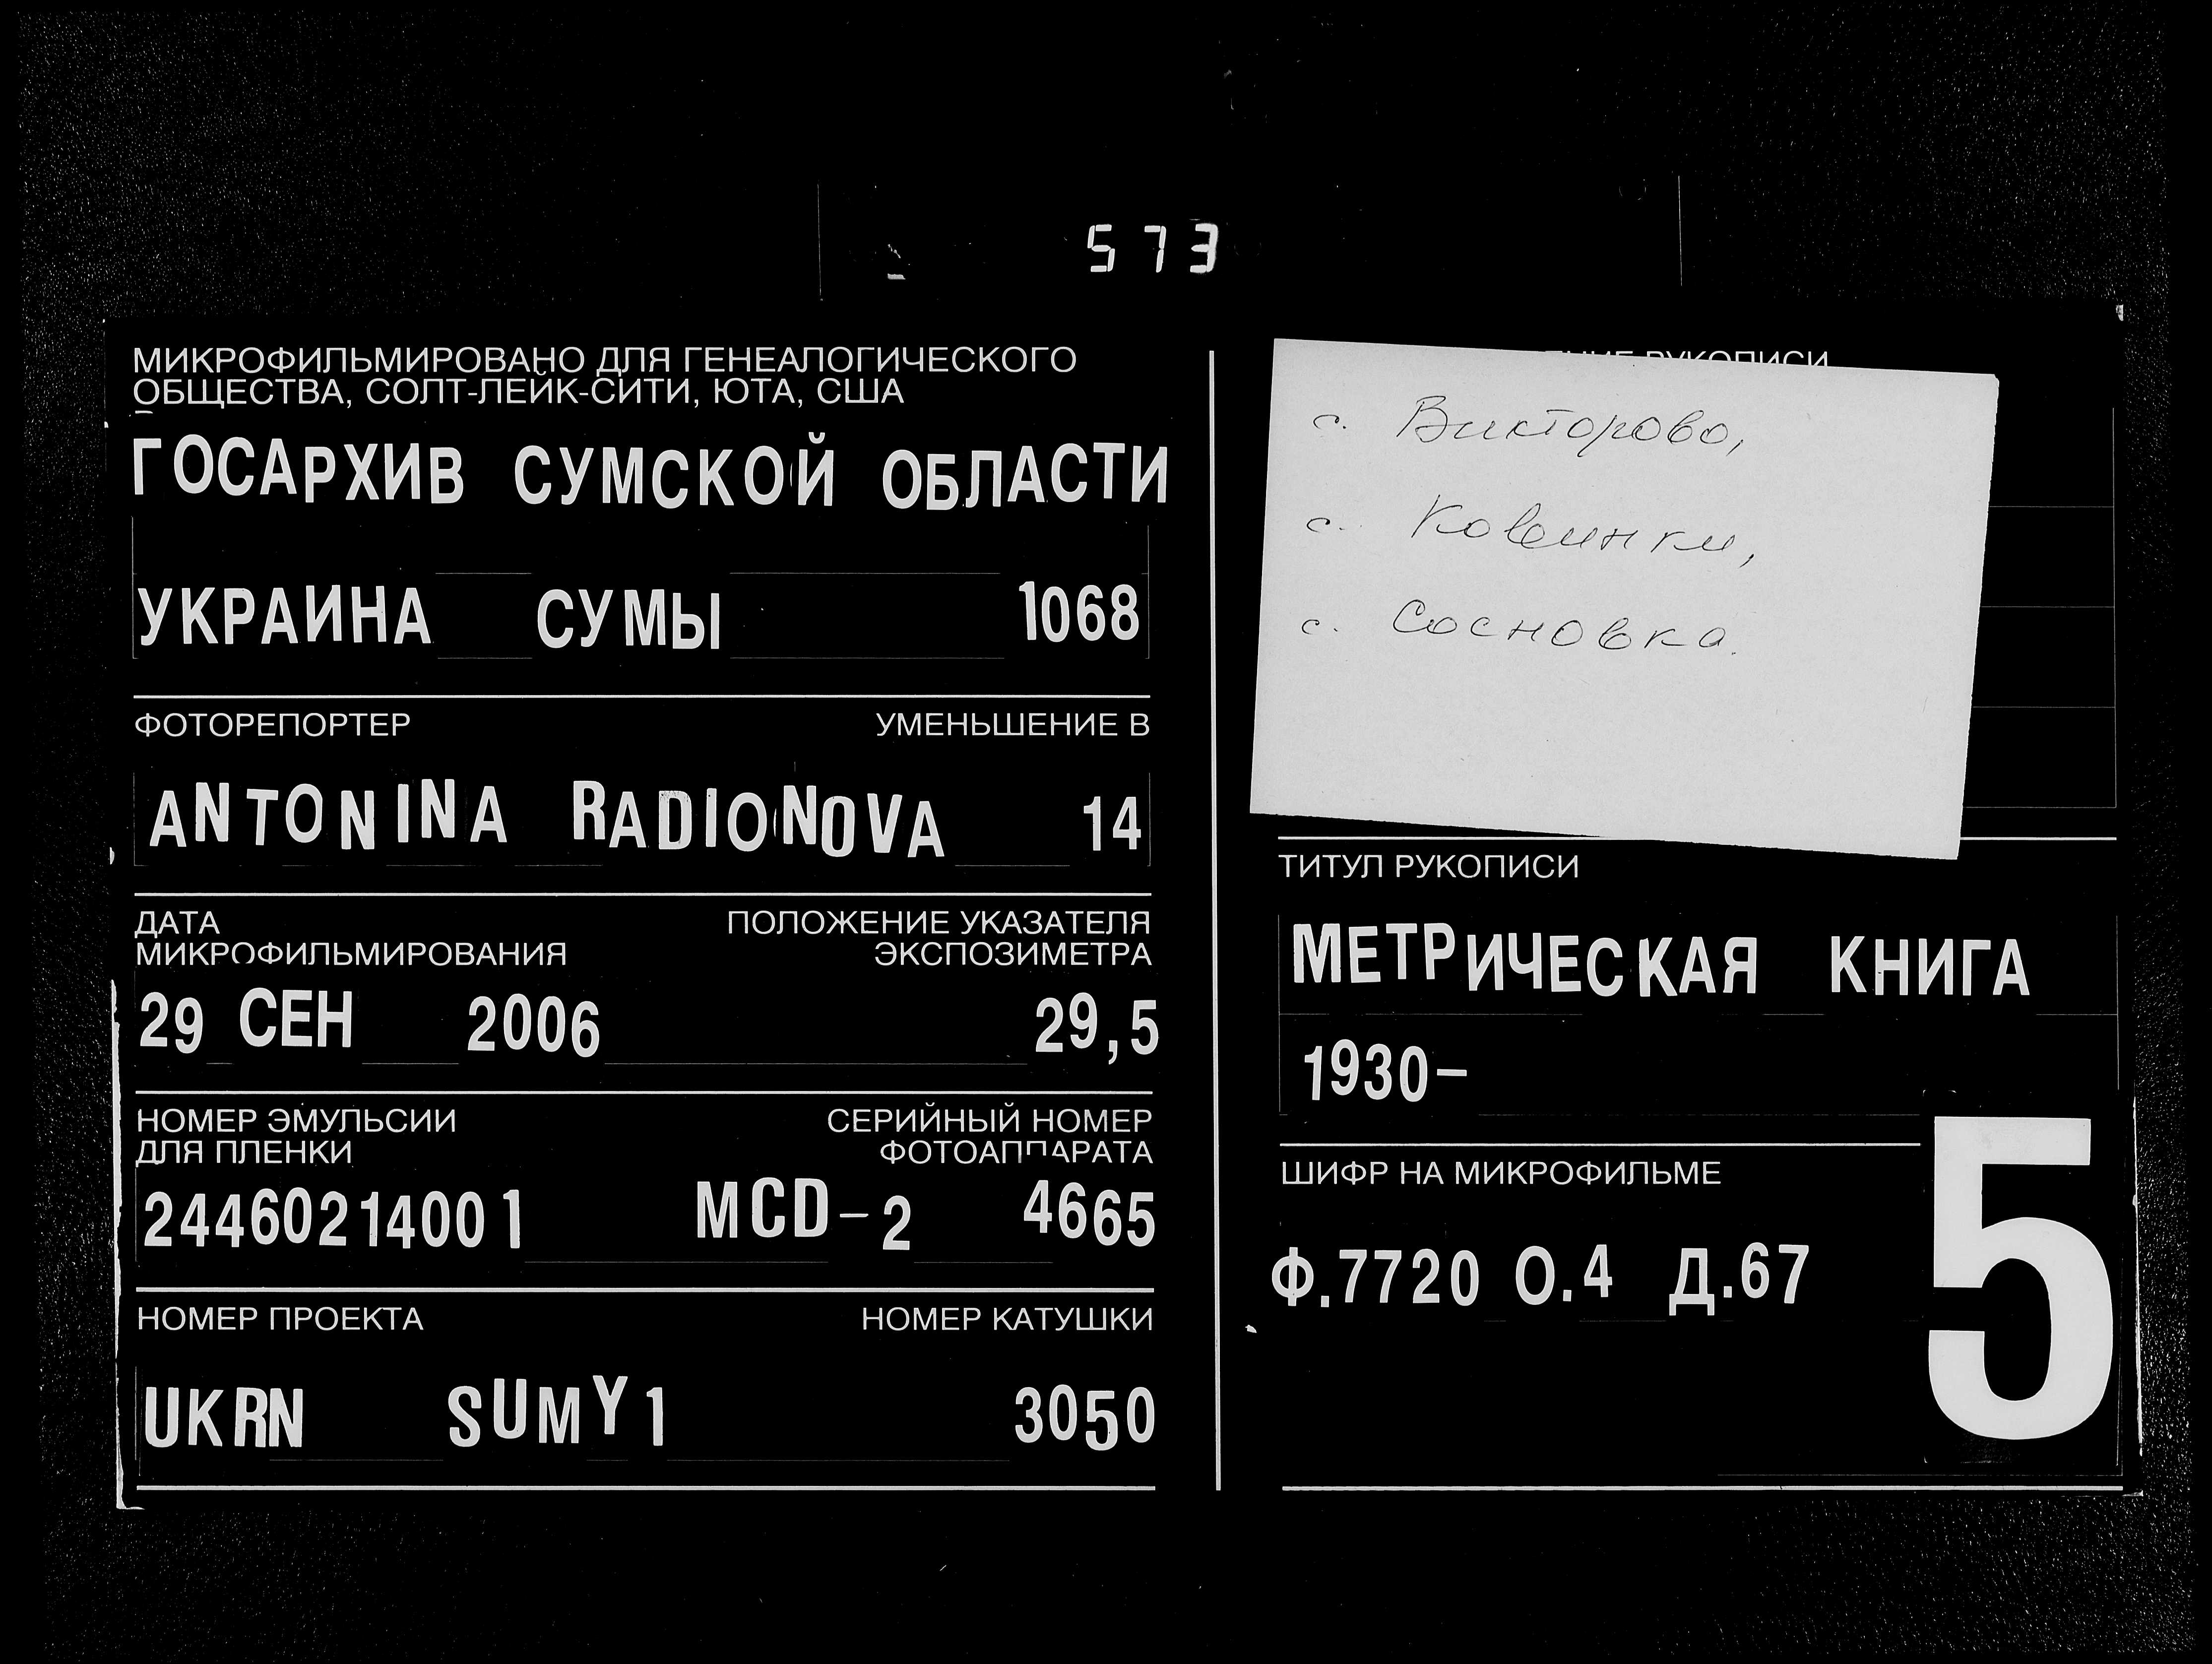 573
МИКРОФИЛЬМИРОВАНО ДЛЯ ГЕНЕАЛОГИЧЕСКОГО
ОБЩЕСТВА, СОЛТ-ЛЕЙК-СИТИ, ЮТА, США
ГОСАРХИВ СУМСКОЙ ОБЛАСТИ
УКРАИНА СУМЫ 1068
ФОТОРЕПОРТЕР УМЕНЬШЕНИЕ В
ANTONINA RADIONOVA 14
ДАТА ПОЛОЖЕНИЕ УКАЗАТЕЛЯ
МИКРОФИЛЬМИРОВАНИЯ ЭКСПОЗИМЕТРА
29 СЕН 2006 29,5
НОМЕР ЭМУЛЬСИИ СЕРИЙНЫЙ НОМЕР
ДЛЯ ПЛЕНКИ ФОТОАППАРАТА
24460214001 MCD-2 4665
НОМЕР ПРОЕКТА НОМЕР КАТУШКИ
UKRN SUMY1 3050
РУКОПИСИ
с. Викторово,
с. Ковинки,
с. Сосновка.
ТИТУЛ РУКОПИСИ
МЕТРИЧЕСКАЯ КНИГА
1930-
ШИФР НА МИКРОФИЛЬМЕ
Ф.7720 О.4 Д.67
5